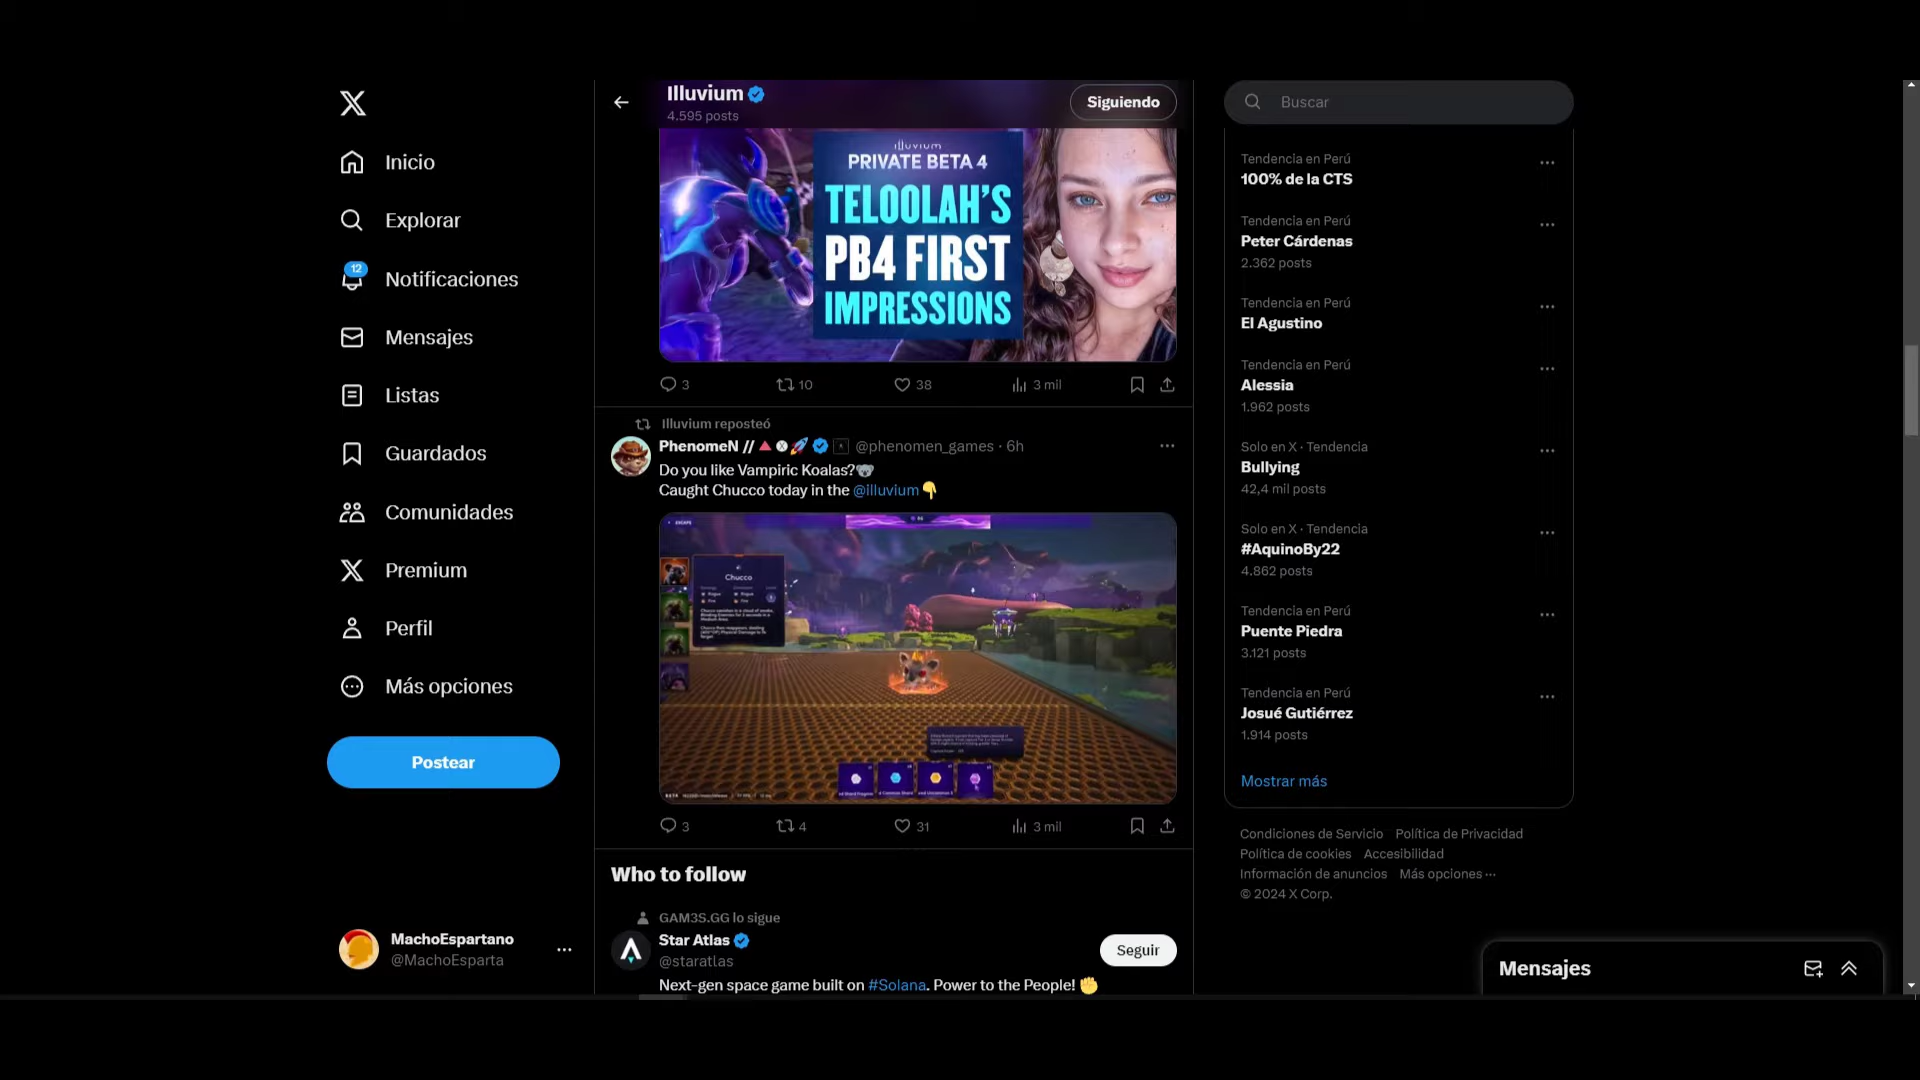 Inicio
Explorar
12
Notificaciones
Mensajes
Listas
Guardados
Comunidades
Premium
Perfil
Más opciones
Postear
MachoEspartano
@MachoEsparta
Illuvium
4.595 posts
Siguiendo
ILLUVIUM
PRIVATE BETA 4
TELOOLAH'S
PB4 FIRST
IMPRESSIONS
3
10
38
3 mil
Illuvium reposteó
PhenomeN // 🔺⚪🚀 @phenomen_games · 6h
Do you like Vampiric Koalas?🐨
Caught Chucco today in the @illuvium 👇
ESCAPE
Chucco
Rogue Rogue
Fire Fire
3
4
31
3 mil
Who to follow
GAM3S.GG lo sigue
Star Atlas
@staratlas
Seguir
Next-gen space game built on #Solana. Power to the People! ✊
Buscar
Tendencia en Perú
100% de la CTS
Tendencia en Perú
Peter Cárdenas
2.362 posts
Tendencia en Perú
El Agustino
Tendencia en Perú
Alessia
1.962 posts
Solo en X · Tendencia
Bullying
42,4 mil posts
Solo en X · Tendencia
#AquinoBy22
4.862 posts
Tendencia en Perú
Puente Piedra
3.121 posts
Tendencia en Perú
Josué Gutiérrez
1.914 posts
Mostrar más
Condiciones de Servicio Política de Privacidad
Política de cookies Accesibilidad
Información de anuncios Más opciones ···
© 2024 X Corp.
Mensajes